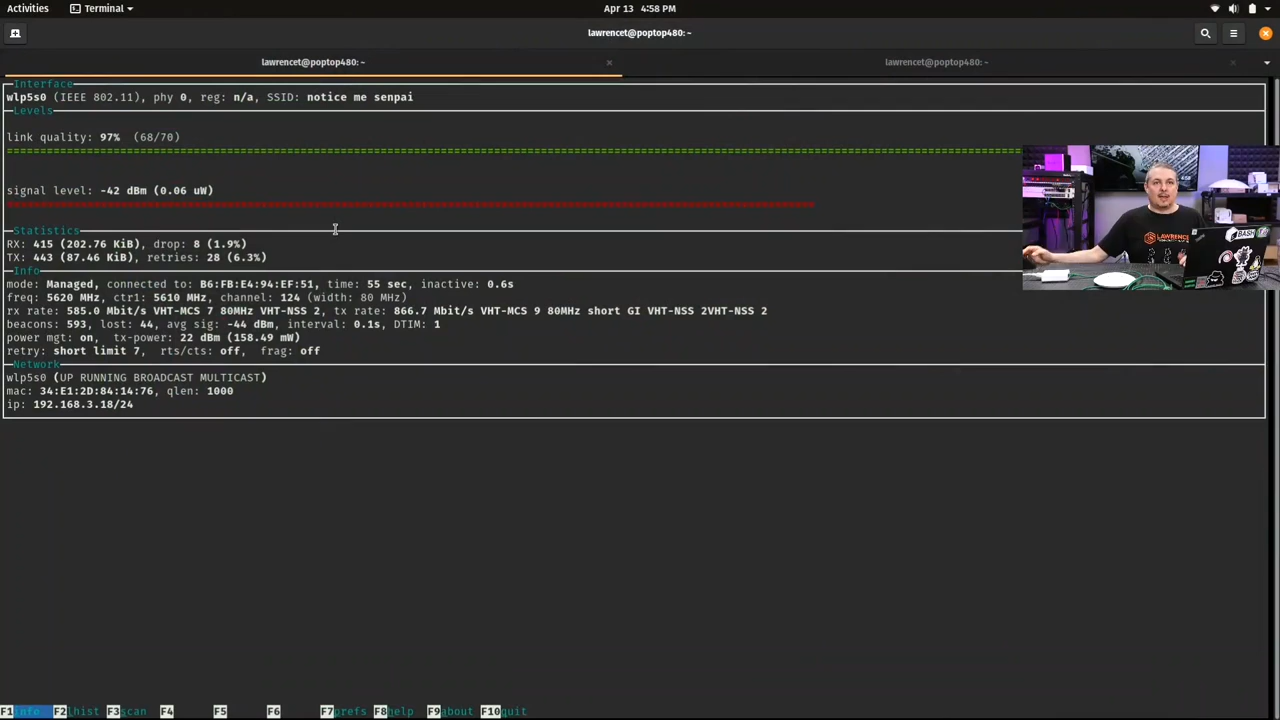 Activities
Terminal
Apr 13 4:58 PM
lawrencet@poptop480: ~
lawrencet@poptop480: ~
lawrencet@poptop480: ~
Interface
wlp5s0 (IEEE 802.11), phy 0, reg: n/a, SSID: notice me senpai
Levels
link quality: 97% (68/70)
signal level: -42 dBm (0.06 uW)
Statistics
RX: 415 (202.76 KiB), drop: 8 (1.9%)
TX: 443 (87.46 KiB), retries: 28 (6.3%)
Info
mode: Managed, connected to: B6:FB:E4:94:EF:51, time: 55 sec, inactive: 0.6s
freq: 5620 MHz, ctr1: 5610 MHz, channel: 124 (width: 80 MHz)
rx rate: 585.0 Mbit/s VHT-MCS 7 80MHz VHT-NSS 2, tx rate: 866.7 Mbit/s VHT-MCS 9 80MHz short GI VHT-NSS 2VHT-NSS 2
beacons: 593, lost: 44, avg sig: -44 dBm, interval: 0.1s, DTIM: 1
power mgt: on, tx-power: 22 dBm (158.49 mW)
retry: short limit 7, rts/cts: off, frag: off
Network
wlp5s0 (UP RUNNING BROADCAST MULTICAST)
mac: 34:E1:2D:84:14:76, qlen: 1000
ip: 192.168.3.18/24
LAWRENCE
BASH
F1info F2lhist F3scan F4 F5 F6 F7prefs F8help F9about F10quit